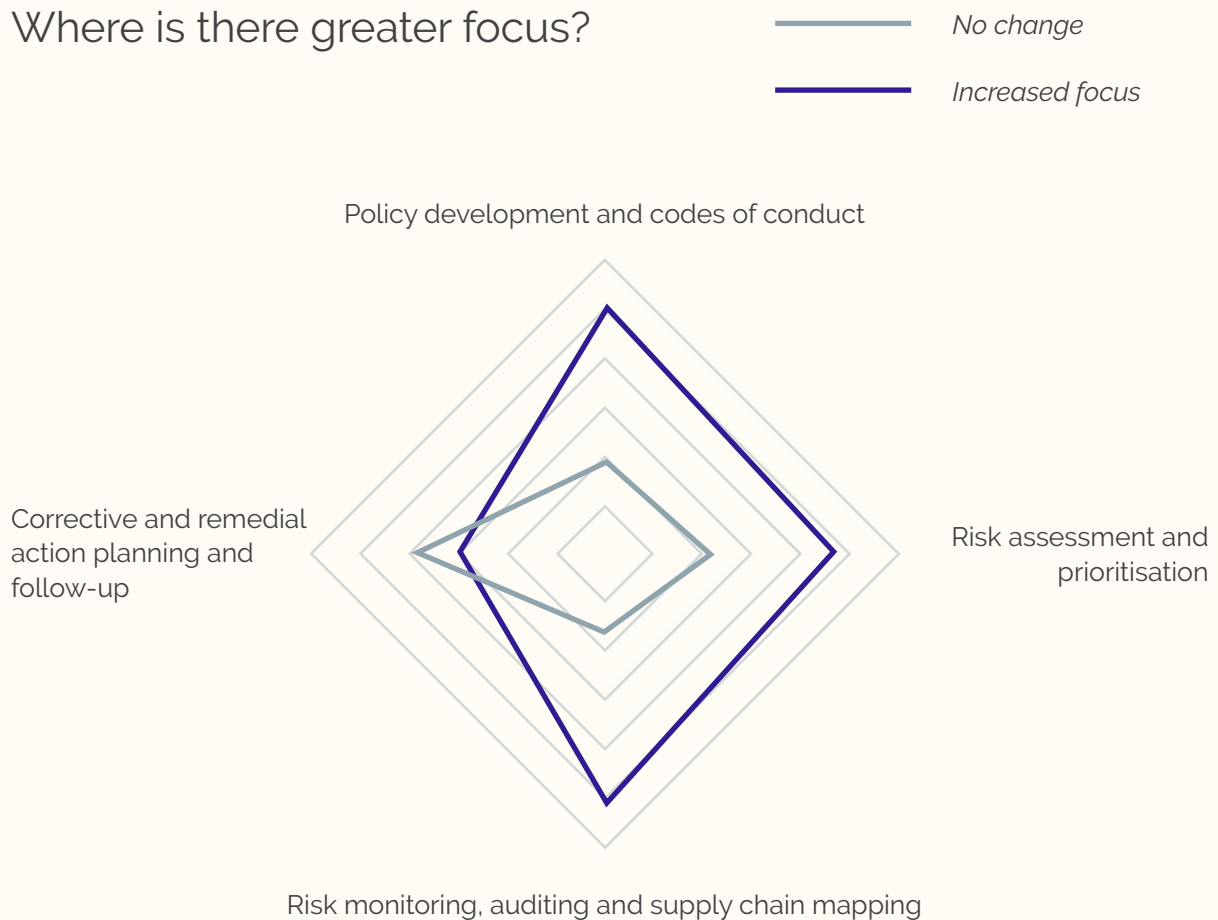 Where is there greater focus?
No change
Increased focus
Policy development and codes of conduct
Corrective and remedial
action planning and
follow-up
Risk assessment and
prioritisation
Risk monitoring, auditing and supply chain mapping